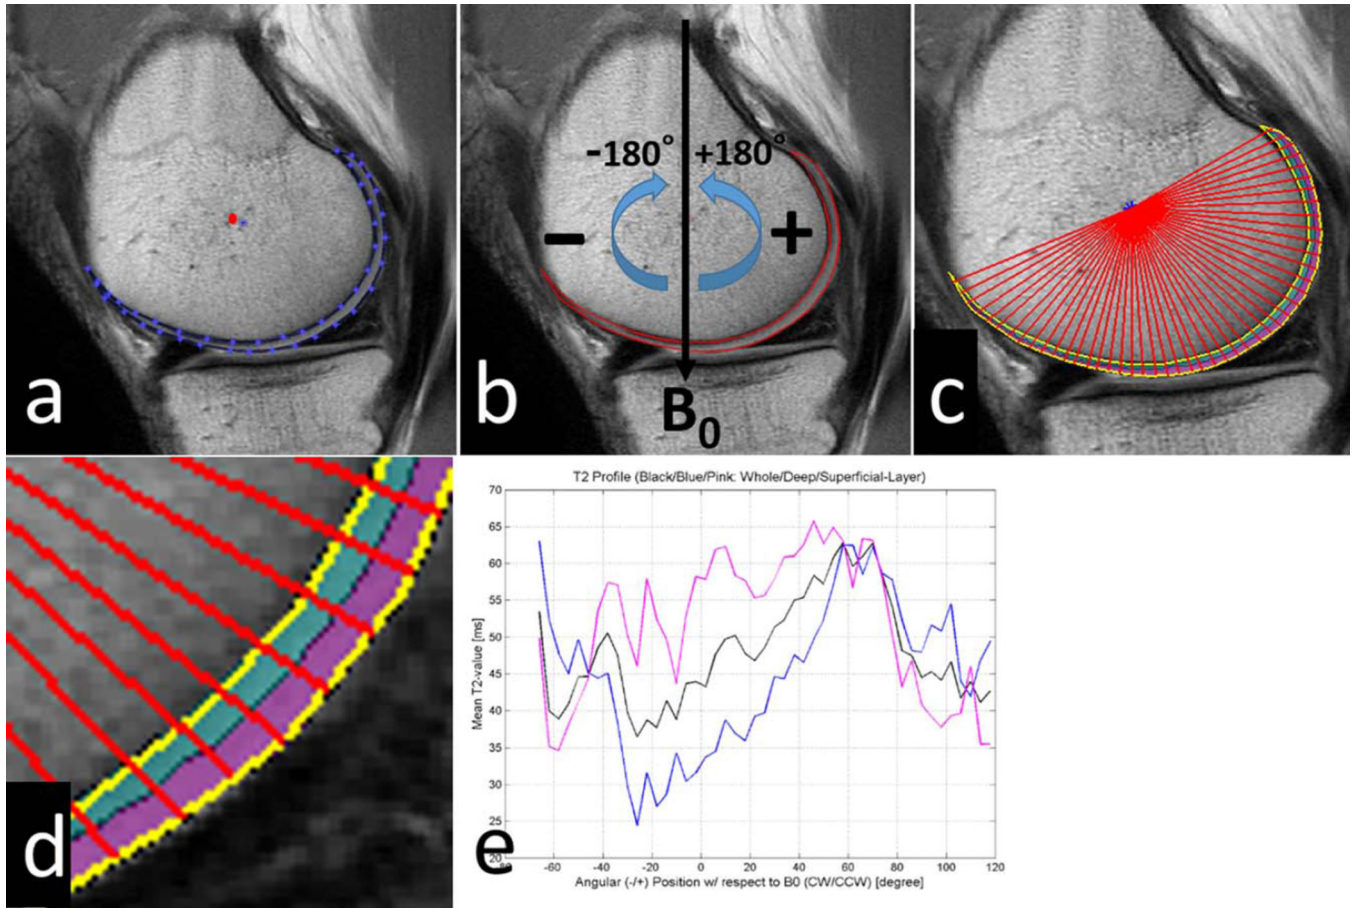 a
-180° +180°
- +
b
B0
c
d
T2 Profile (Black/Blue/Pink: Whole/Deep/Superficial-Layer)
70
65
60
55
50
45
40
35
30
25
20
Mean T2-value [ms]
-60 -40 -20 0 20 40 60 80 100 120
Angular (-/+) Position w/ respect to B0 (CW/CCW) [degree]
e